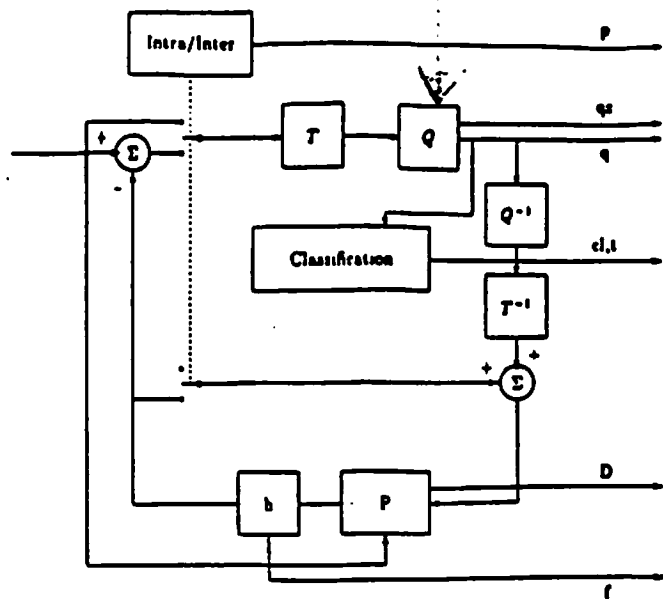 Intra/Inter
p
qz
+
Σ
T
Q
q
-
Q⁻¹
Classification
cl,t
T⁻¹
+
+
Σ
D
h
P
f